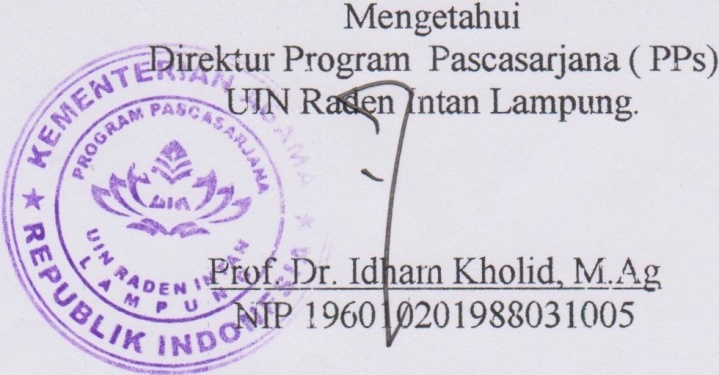 Mengetahui
Direktur Program Pascasarjana ( PPs)
UIN Raden Intan Lampung.
Prof. Dr. Idham Kholid, M.Ag
NIP 196010201988031005
KEMENTERIAN AGAMA
REPUBLIK INDONESIA
PROGRAM PASCASARJANA
UIN RADEN INTAN
LAMPUNG